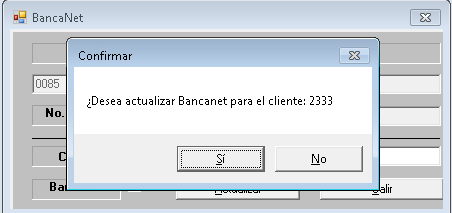 BancaNet
Confirmar
0085
¿Desea actualizar Bancanet para el cliente: 2333
No.
Sí
No
C
Ban
Actualizar
Salir